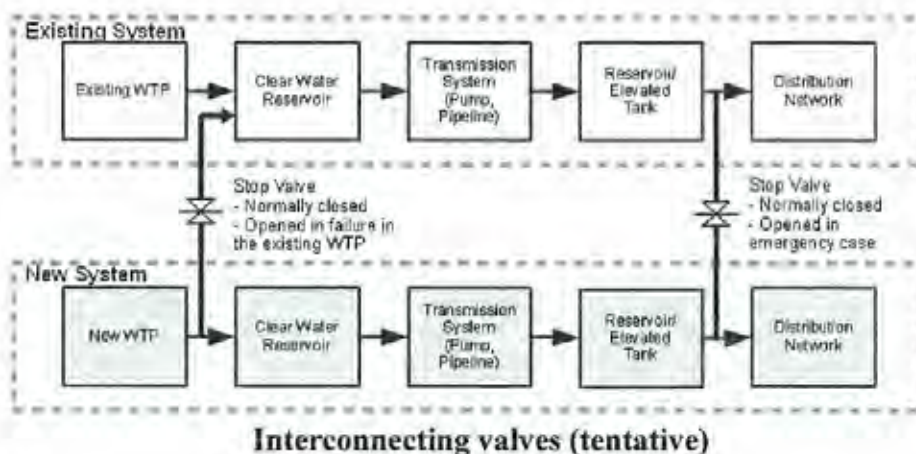 Existing System
Existing WTP
Clear Water
Reservoir
Transmission
System
(Pump,
Pipeline)
Reservoir/
Elevated
Tank
Distribution
Network
Stop Valve
- Normally closed
- Opened in failure in
the existing WTP
Stop Valve
- Normally closed
- Opened in
emergency case
New System
New WTP
Clear Water
Reservoir
Transmission
System
(Pump,
Pipeline)
Reservoir/
Elevated
Tank
Distribution
Network
Interconnecting valves (tentative)